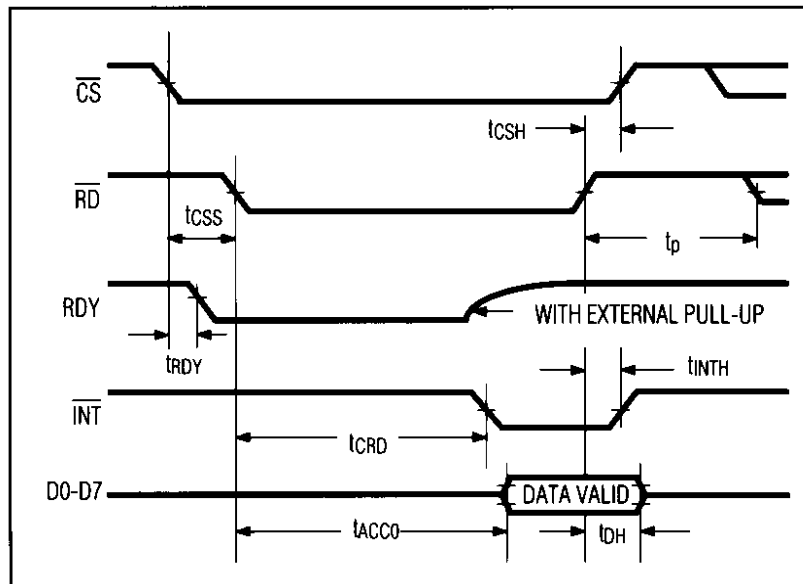 CS
tCSH
RD
tCSS
tp
RDY
WITH EXTERNAL PULL-UP
tRDY
tINTH
INT
tCRD
D0-D7
DATA VALID
tACC0
tDH